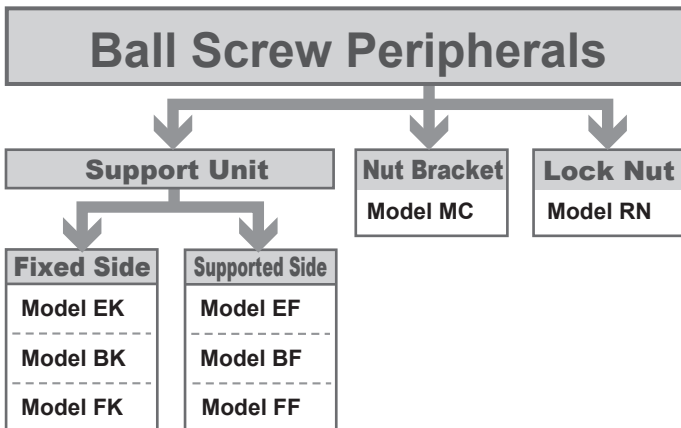 Ball Screw Peripherals
Support Unit
Nut Bracket
Model MC
Lock Nut
Model RN
Fixed Side
Model EK
Model BK
Model FK
Supported Side
Model EF
Model BF
Model FF